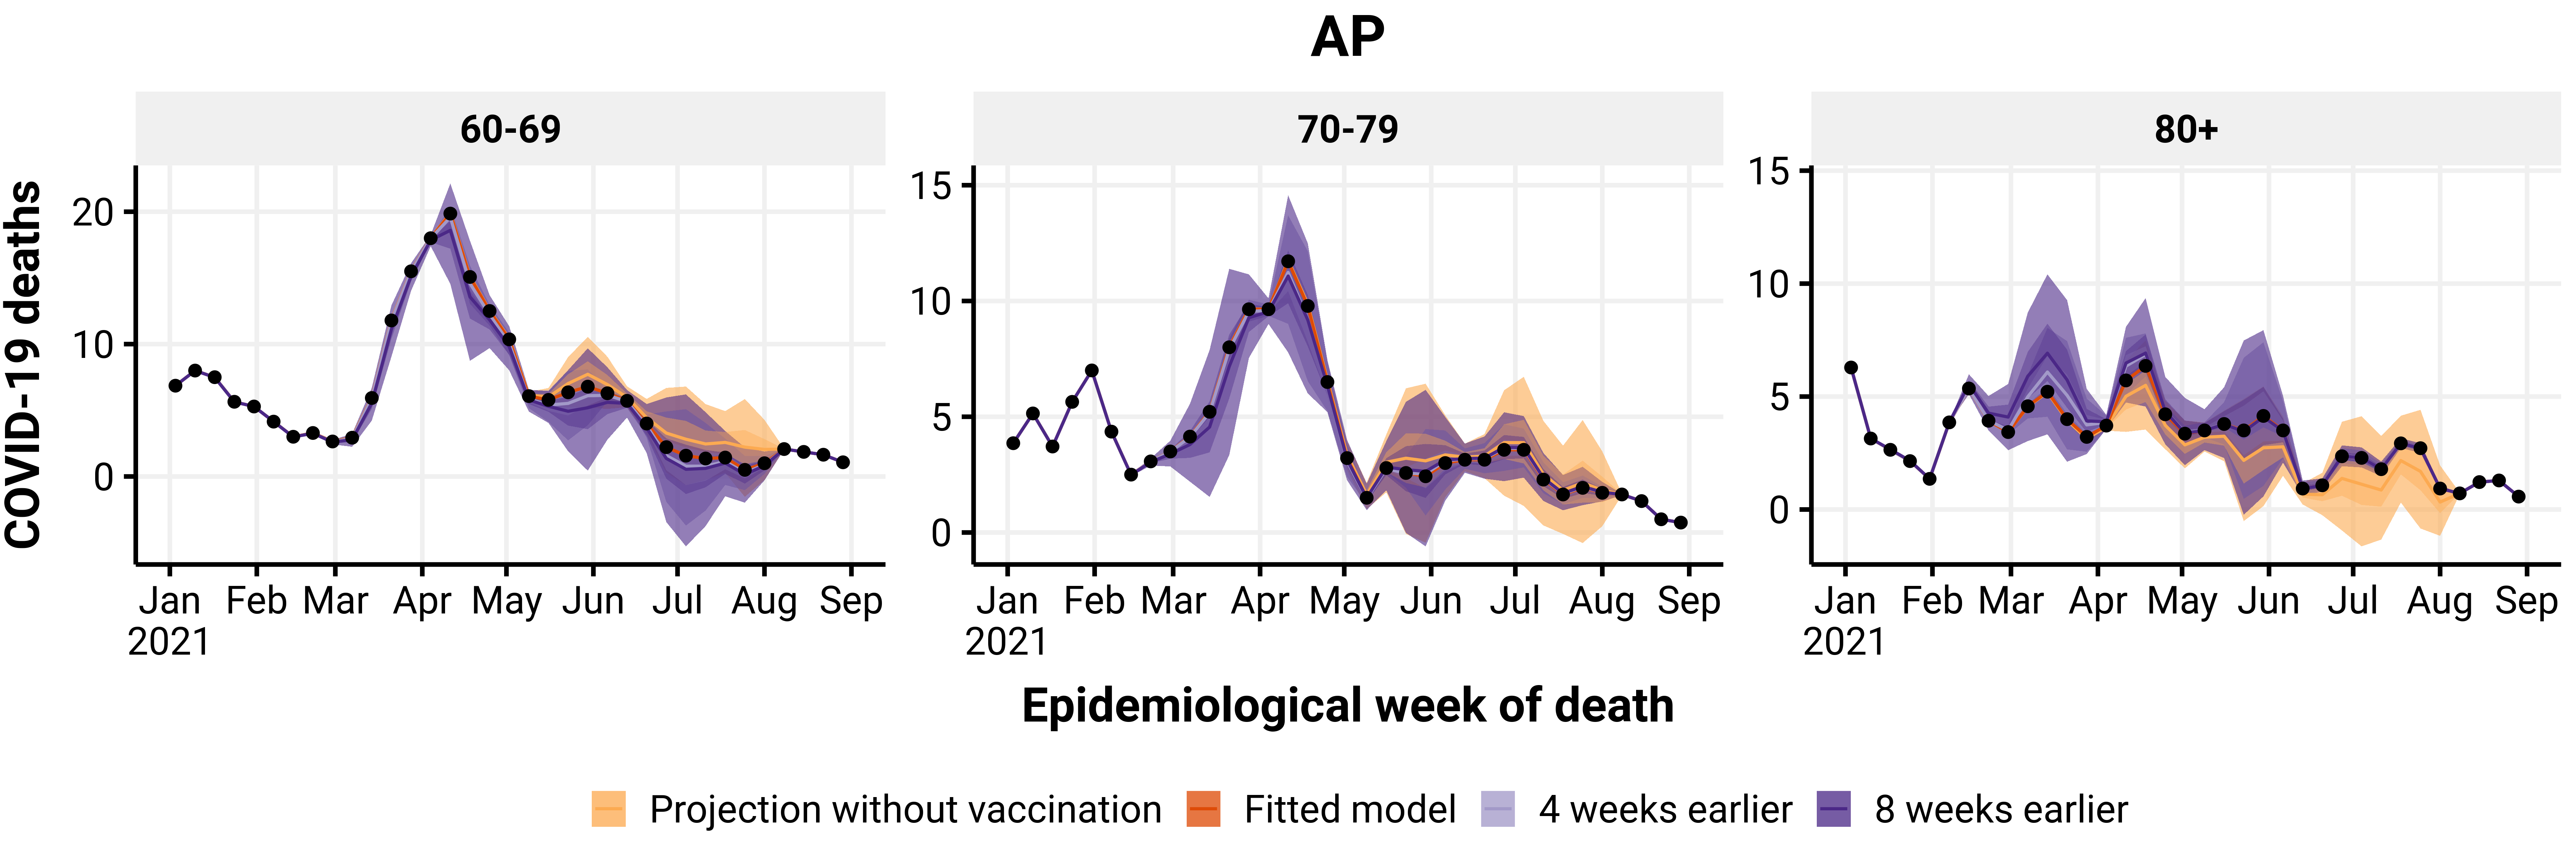 AP
60-69
70-79
80+
COVID-19 deaths
20
10
0
15
10
5
0
15
10
5
0
Jan Feb Mar Apr May Jun Jul Aug Sep
2021
Jan Feb Mar Apr May Jun Jul Aug Sep
2021
Jan Feb Mar Apr May Jun Jul Aug Sep
2021
Epidemiological week of death
Projection without vaccination Fitted model 4 weeks earlier 8 weeks earlier